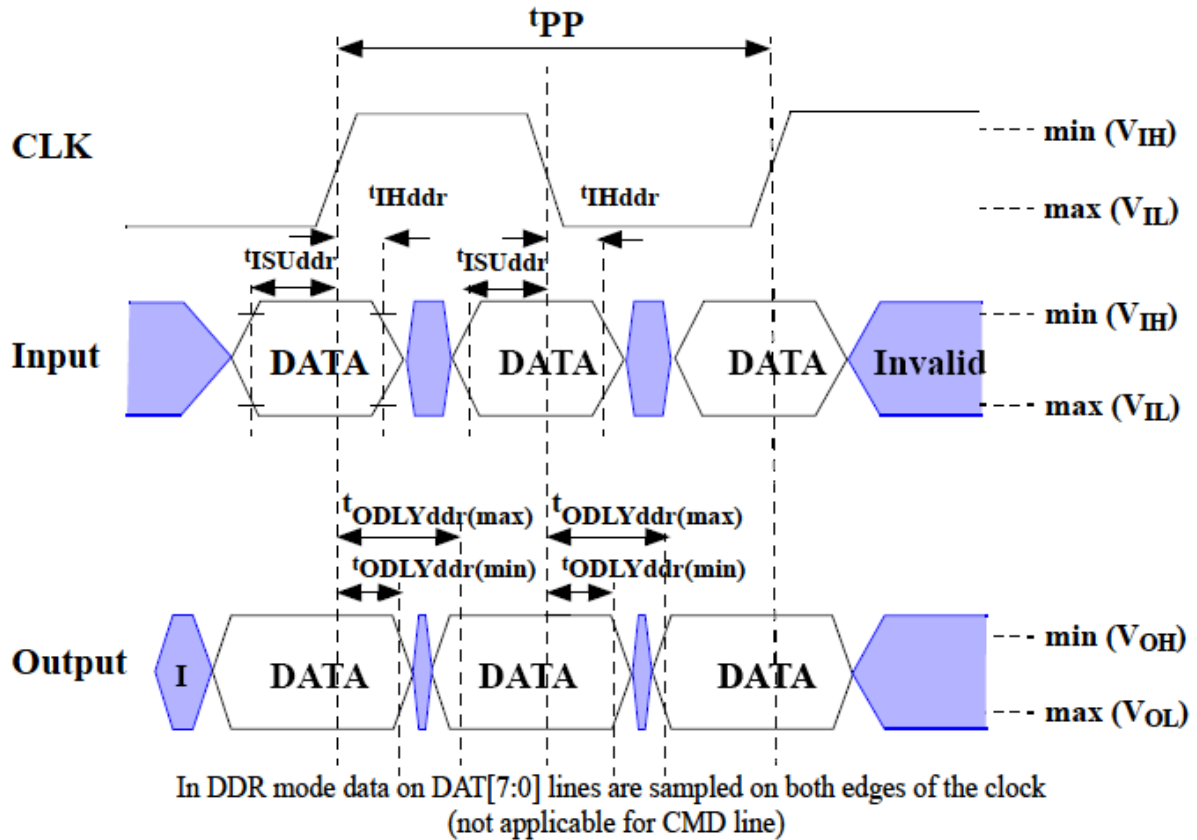 tPP
CLK
min (VIH)
max (VIL)
tIHddr tIHddr
tISUddr tISUddr
Input
DATA DATA DATA Invalid
min (VIH)
max (VIL)
tODLYddr(max) tODLYddr(max)
tODLYddr(min) tODLYddr(min)
Output
I DATA DATA DATA
min (VOH)
max (VOL)
In DDR mode data on DAT[7:0] lines are sampled on both edges of the clock
(not applicable for CMD line)